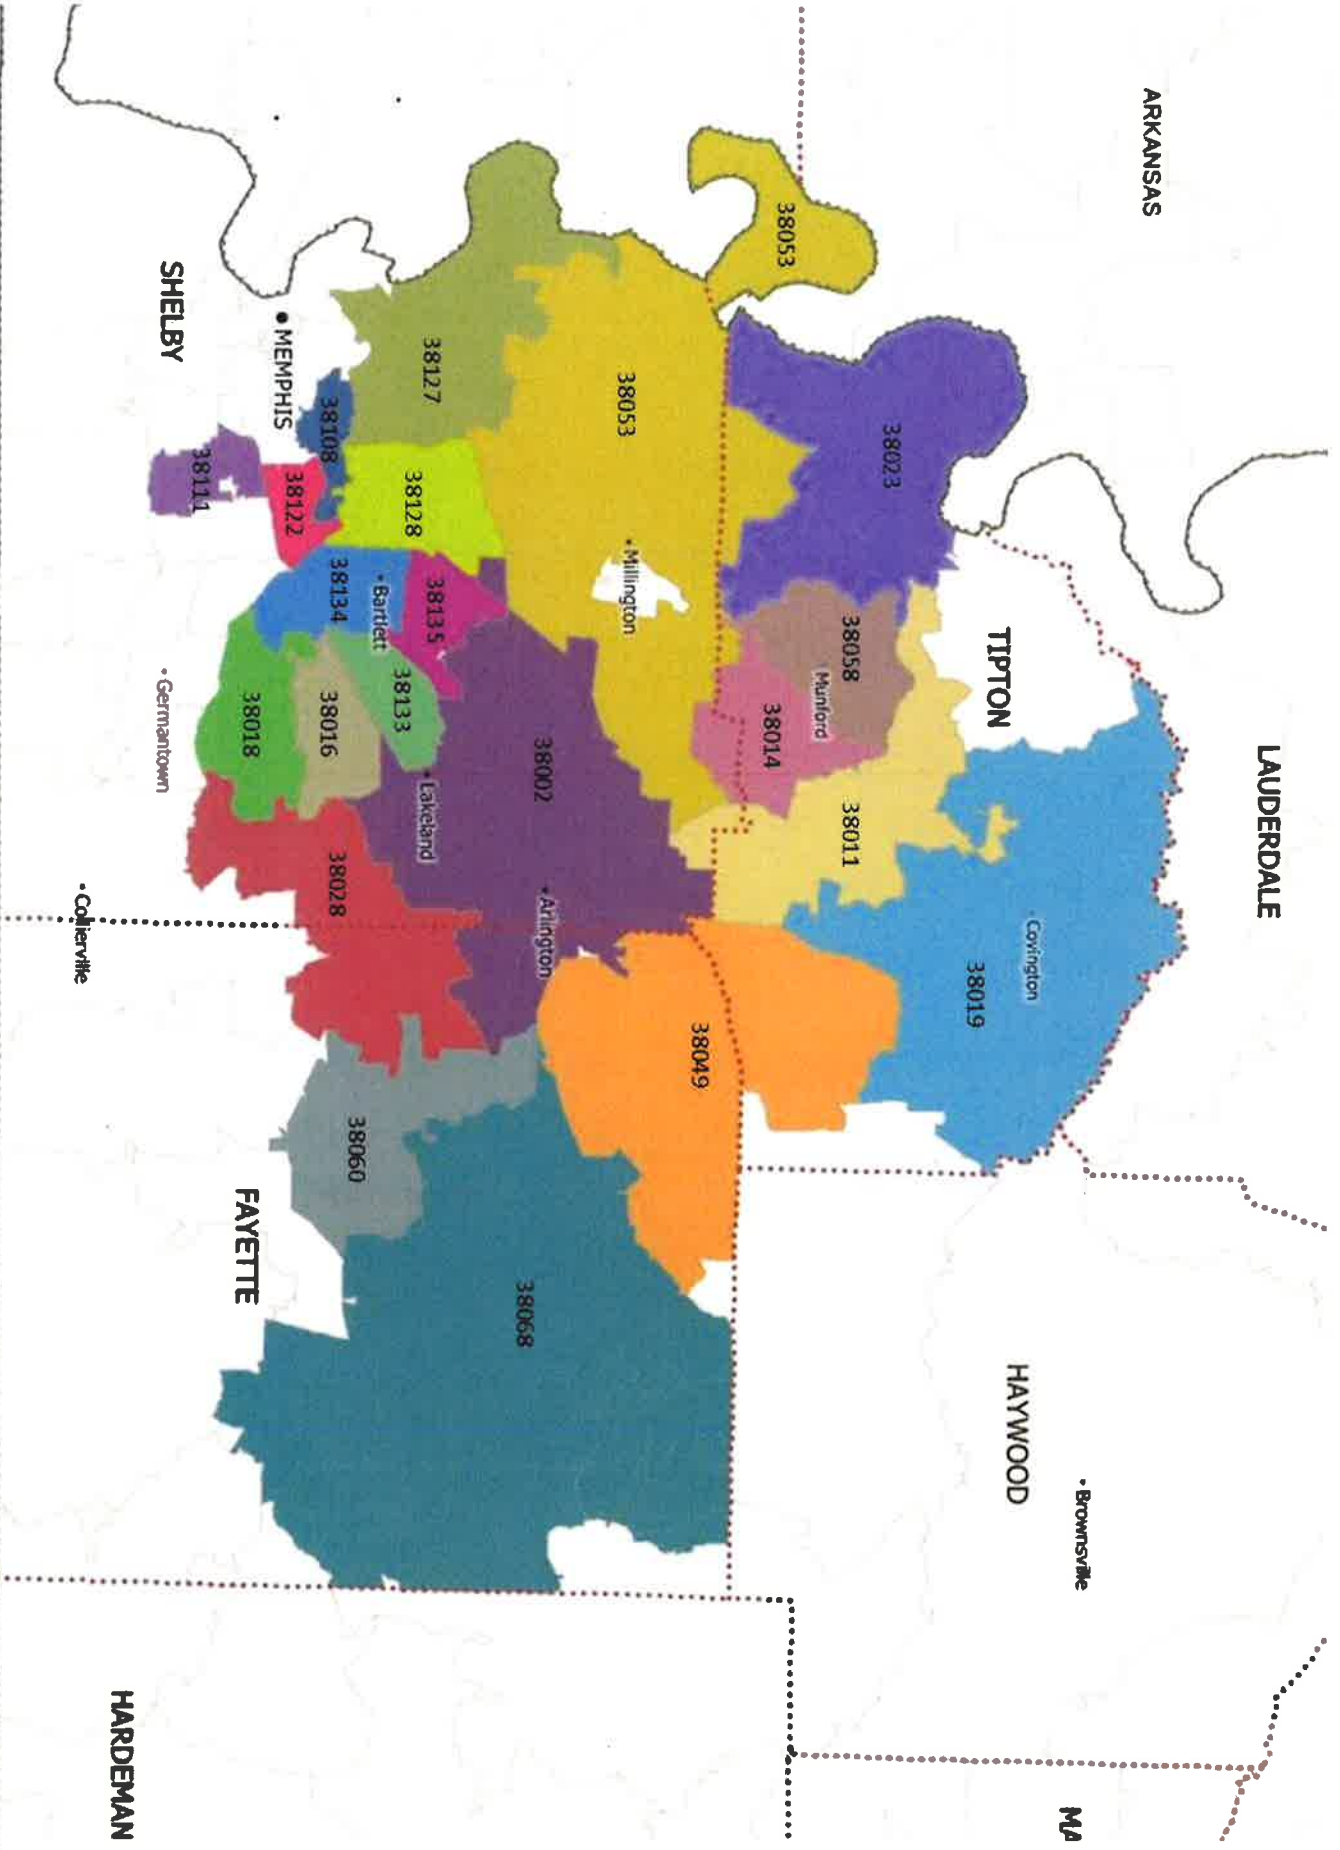 LAUDERDALE
ARKANSAS
Brownsville
MA
Covington
HAYWOOD
TIPTON
38019
38023
38058
38011
Munford
38053
38014
38049
38053
Millington
Arlington
38002
38068
38135
38127
Lakeland
38128
38133
Bartlett
38060
38134
38028
38108
38016
38122
MEMPHIS
38018
FAYETTE
38111
SHELBY
Germantown
HARDEMAN
Collierville